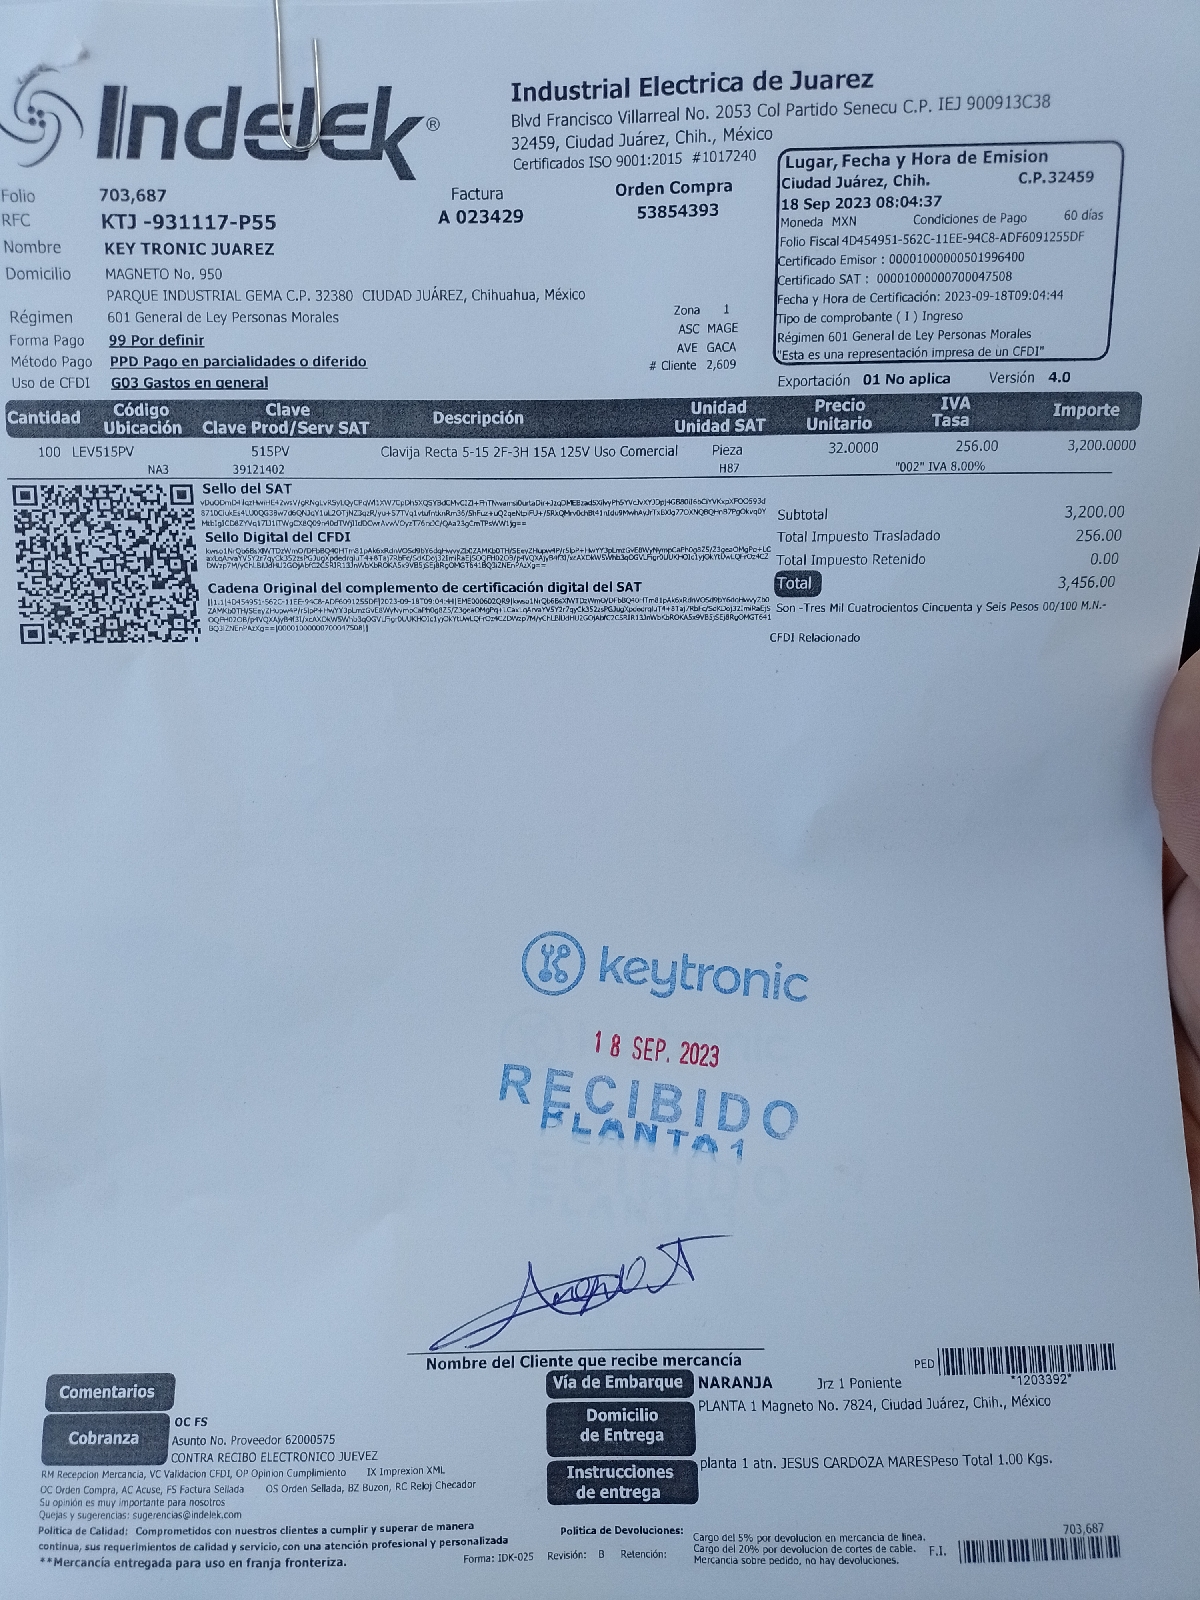 Indelek®
Industrial Electrica de Juarez
Blvd Francisco Villarreal No. 2053 Col Partido Senecu C.P. IEJ 900913C38
32459, Ciudad Juárez, Chih., México
Certificados ISO 9001:2015 #1017240
Folio 703,687
Factura
A 023429
Orden Compra
53854393
RFC KTJ -931117-P55
Nombre KEY TRONIC JUAREZ
Domicilio MAGNETO No. 950
PARQUE INDUSTRIAL GEMA C.P. 32380 CIUDAD JUÁREZ, Chihuahua, México
Régimen 601 General de Ley Personas Morales
Forma Pago 99 Por definir
Método Pago PPD Pago en parcialidades o diferido
Uso de CFDI G03 Gastos en general
Zona 1
ASC MAGE
AVE GACA
# Cliente 2,609
Lugar, Fecha y Hora de Emision
Ciudad Juárez, Chih. C.P.32459
18 Sep 2023 08:04:37
Moneda MXN Condiciones de Pago 60 días
Folio Fiscal 4D454951-562C-11EE-94C8-ADF6091255DF
Certificado Emisor : 00001000000501996400
Certificado SAT : 00001000000700047508
Fecha y Hora de Certificación: 2023-09-18T09:04:44
Tipo de comprobante ( I ) Ingreso
Régimen 601 General de Ley Personas Morales
"Esta es una representación impresa de un CFDI"
Exportación 01 No aplica Versión 4.0
Cantidad Código Ubicación Clave Clave Prod/Serv SAT Descripción Unidad Unidad SAT Precio Unitario IVA Tasa Importe
100 LEV515PV 515PV Clavija Recta 5-15 2F-3H 15A 125V Uso Comercial Pieza 32.0000 256.00 3,200.0000
NA3 39121402 H87 "002" IVA 8.00%
Sello del SAT
Sello Digital del CFDI
Cadena Original del complemento de certificación digital del SAT
Subtotal 3,200.00
Total Impuesto Trasladado 256.00
Total Impuesto Retenido 0.00
Total 3,456.00
Son -Tres Mil Cuatrocientos Cincuenta y Seis Pesos 00/100 M.N.-
CFDI Relacionado
keytronic
18 SEP. 2023
RECIBIDO
PLANTA 1
Nombre del Cliente que recibe mercancía
PED *1203392*
Comentarios
Cobranza
OC FS
Asunto No. Proveedor 62000575
CONTRA RECIBO ELECTRONICO JUEVEZ
Vía de Embarque NARANJA Jrz 1 Poniente
Domicilio de Entrega PLANTA 1 Magneto No. 7824, Ciudad Juárez, Chih., México
Instrucciones de entrega planta 1 atn. JESUS CARDOZA MARESPeso Total 1.00 Kgs.
RM Recepcion Mercancia, VC Validacion CFDI, OP Opinion Cumplimiento IX Imprexion XML
OC Orden Compra, AC Acuse, FS Factura Sellada OS Orden Sellada, BZ Buzon, RC Reloj Checador
Su opinión es muy importante para nosotros
Quejas y sugerencias: sugerencias@indelek.com
Politica de Calidad: Comprometidos con nuestros clientes a cumplir y superar de manera
continua, sus requerimientos de calidad y servicio, con una atención profesional y personalizada
**Mercancía entregada para uso en franja fronteriza.
Forma: IDK-025 Revisión: B Retención:
Politica de Devoluciones:
Cargo del 5% por devolucion en mercancia de linea.
Cargo del 20% por devolucion de cortes de cable.
Mercancia sobre pedido, no hay devoluciones.
703,687
F.I.